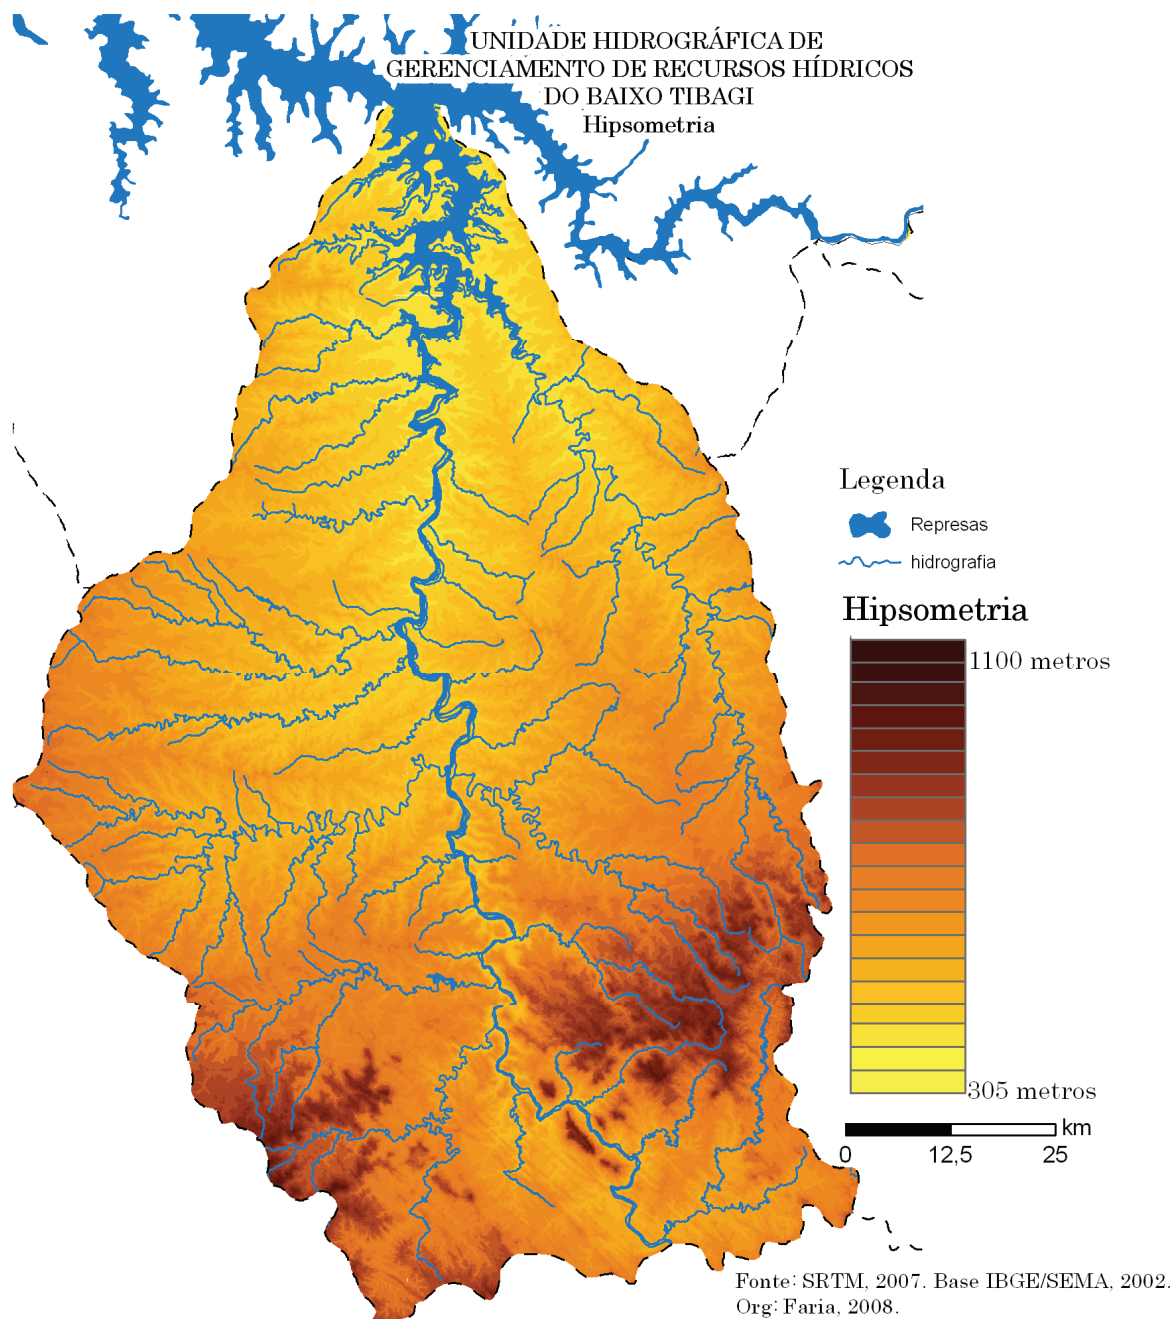 UNIDADE HIDROGRÁFICA DE
GERENCIAMENTO DE RECURSOS HÍDRICOS
DO BAIXO TIBAGI
Hipsometria
Legenda
Represas
hidrografia
Hipsometria
1100 metros
305 metros
km
0 12,5 25
Fonte: SRTM, 2007. Base IBGE/SEMA, 2002.
Org: Faria, 2008.